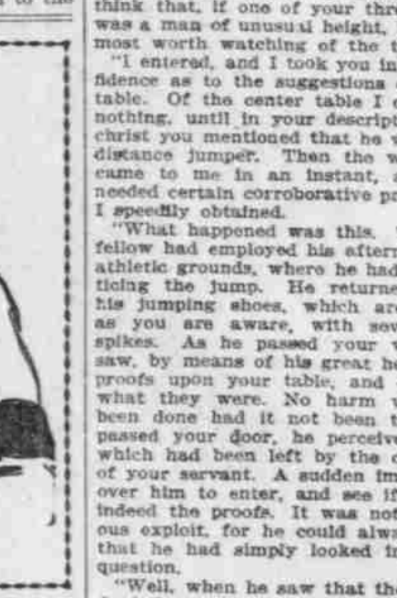 think that, if one of your thr
was a man of unusual height,
most worth watching of the t
"I entered, and I took you in
fidence as to the suggestions
table. Of the center table I c
nothing, until in your descript
christ you mentioned that he w
distance jumper. Then the w
came to me in an instant, a
needed certain corroborative pr
I speedily obtained.
"What happened was this.
fellow had employed his aftern
athletic grounds, where he had
ticing the jump. He returne
his jumping shoes, which are
as you are aware, with sev
spikes. As he passed your w
saw, by means of his great he
proofs upon your table, and
what they were. No harm w
been done had it not been t
passed your door, he perceive
which had been left by the c
of your servant. A sudden im
over him to enter, and see if
indeed the proofs. It was not
ous exploit, for he could alwa
that he had simply looked in
question.
"Well, when he saw that the